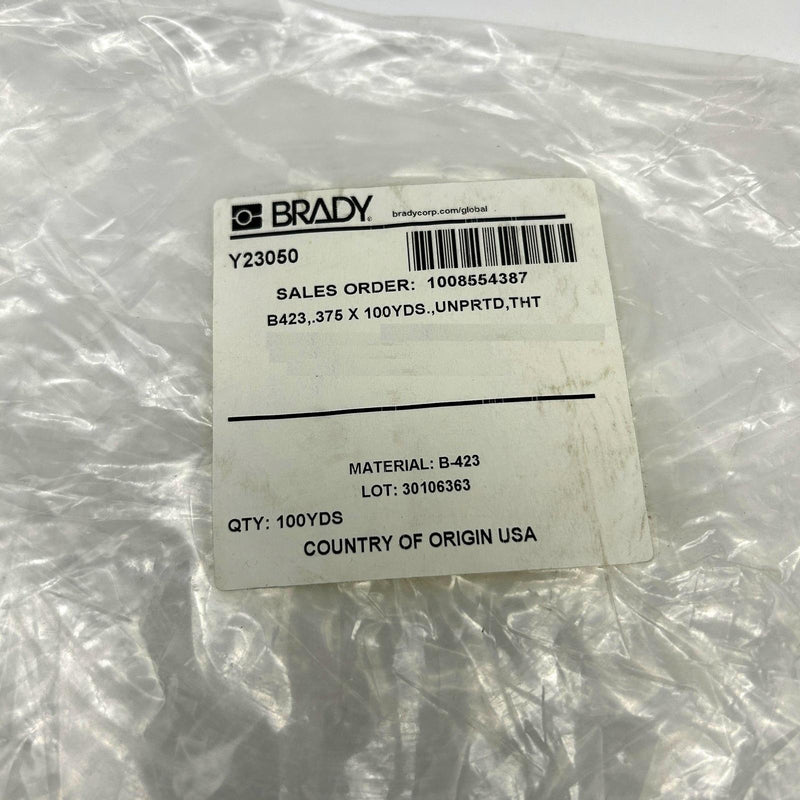 BRADY. bradycorp.com/global
Y23050
SALES ORDER: 1008554387
B423,.375 X 100YDS.,UNPRTD,THT
MATERIAL: B-423
LOT: 30106363
QTY: 100YDS
COUNTRY OF ORIGIN USA